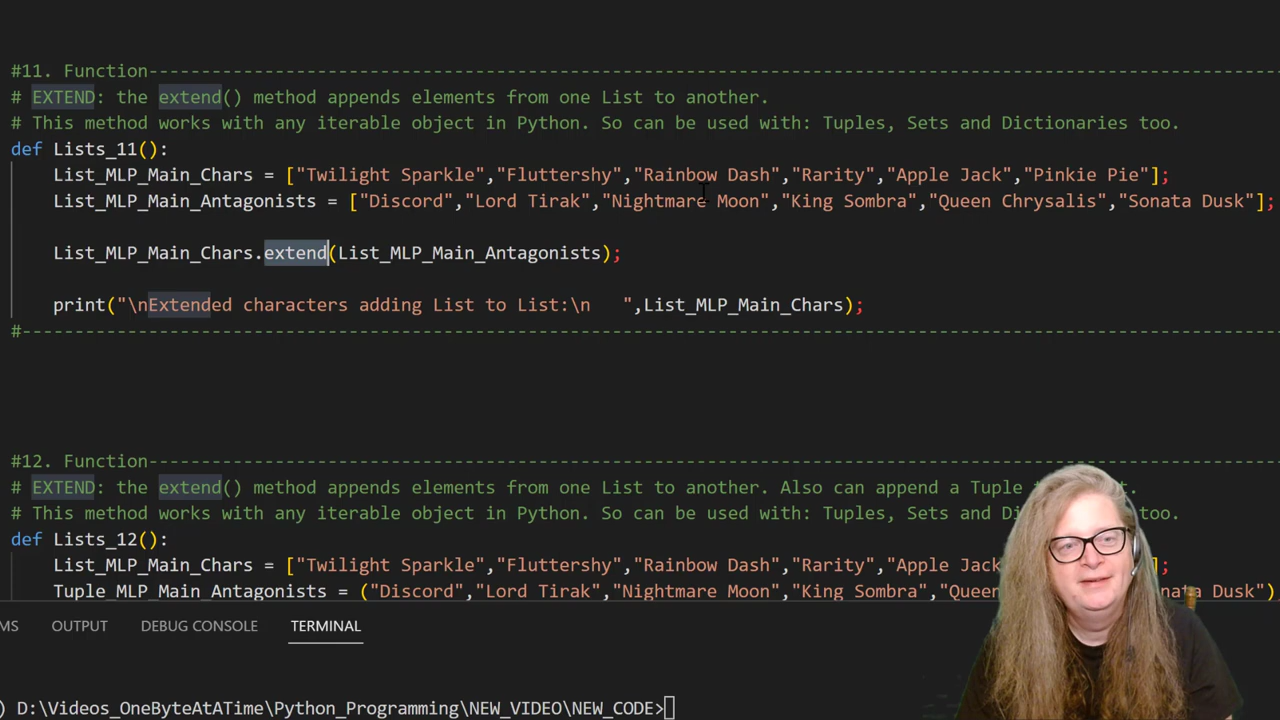 #11. Function--------------------------------------------------------------------------------------------------------------
# EXTEND: the extend() method appends elements from one List to another.
# This method works with any iterable object in Python. So can be used with: Tuples, Sets and Dictionaries too.
def Lists_11():
List_MLP_Main_Chars = ["Twilight Sparkle","Fluttershy","Rainbow Dash","Rarity","Apple Jack","Pinkie Pie"];
List_MLP_Main_Antagonists = ["Discord","Lord Tirak","Nightmare Moon","King Sombra","Queen Chrysalis","Sonata Dusk"];
List_MLP_Main_Chars.extend(List_MLP_Main_Antagonists);
print("\nExtended characters adding List to List:\n   ",List_MLP_Main_Chars);
#--------------------------------------------------------------------------------------------------------------------------
#12. Function--------------------------------------------------------------------------------------------------------------
# EXTEND: the extend() method appends elements from one List to another. Also can append a Tuple
# This method works with any iterable object in Python. So can be used with: Tuples, Sets and too.
def Lists_12():
List_MLP_Main_Chars = ["Twilight Sparkle","Fluttershy","Rainbow Dash","Rarity","Apple Jack ];
Tuple_MLP_Main_Antagonists = ("Discord","Lord Tirak","Nightmare Moon","King Sombra","Queen Dusk")
MS OUTPUT DEBUG CONSOLE TERMINAL
) D:\Videos_OneByteAtATime\Python_Programming\NEW_VIDEO\NEW_CODE>